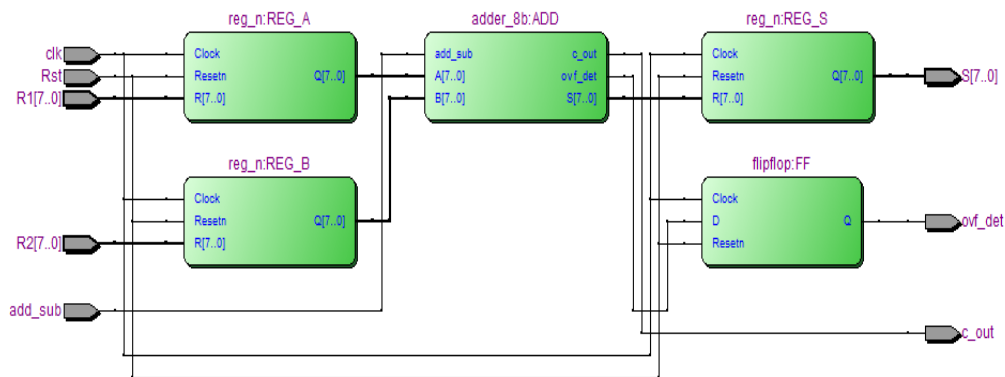 reg_n:REG_A
adder_8b:ADD
reg_n:REG_S
clk
Rst
R1[7..0]
Clock
Resetn
R[7..0]
Q[7..0]
add_sub
A[7..0]
B[7..0]
c_out
ovf_det
S[7..0]
Clock
Resetn
R[7..0]
Q[7..0]
S[7..0]
reg_n:REG_B
flipflop:FF
R2[7..0]
Clock
Resetn
R[7..0]
Q[7..0]
Clock
D
Resetn
Q
ovf_det
add_sub
c_out